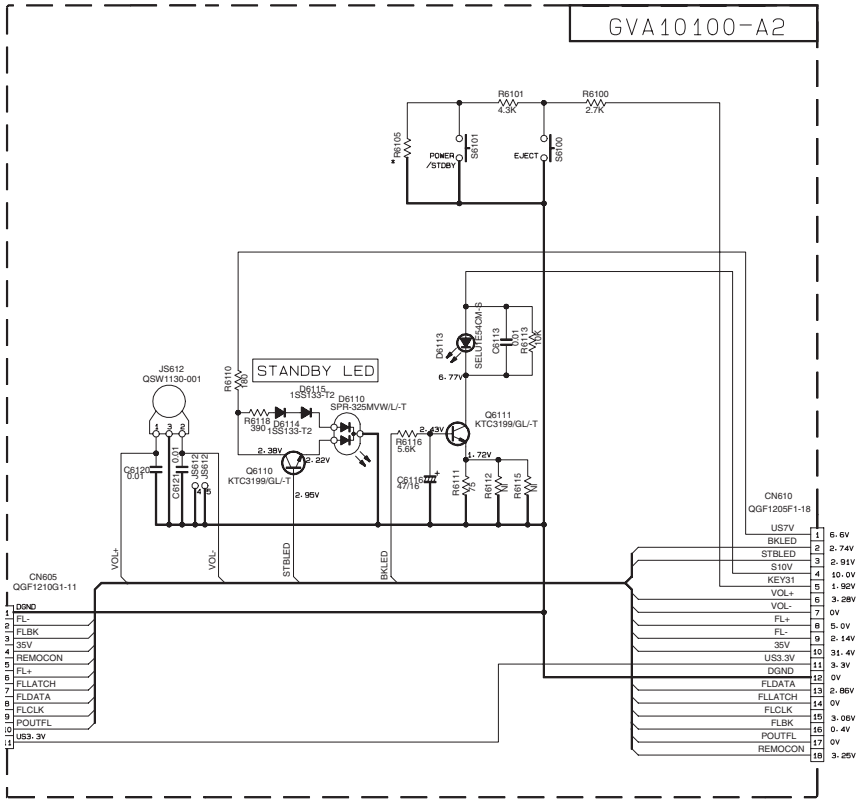 GVA10100-A2
R6101
4.3K
R6100
2.7K
* R6105
POWER
/STDBY
S6101
EJECT
S6100
D6113
SELU1E54CM-S
C6113
0.01
R6113
10K
6.77V
JS612
QSW1130-001
1 3 2
R6110
180
STANDBY LED
D6115
1SS133-T2
D6110
SPR-325MVW/L/-T
R6118
390
D6114
1SS133-T2
Q6111
KTC3199/GL/-T
2.43V
R6116
5.6K
1.72V
2.38V
2.22V
Q6110
KTC3199/GL/-T
2.95V
C6120
0.01
C6121
0.01
JS612
4
JS612
5
C6116
47/16
+
R6111
75
R6112
NI
R6115
NI
VOL+
VOL-
STBLED
BKLED
CN610
QGF1205F1-18
US7V 1 6.6V
BKLED 2 2.74V
STBLED 3 2.91V
S10V 4 10.0V
KEY31 5 1.92V
VOL+ 6 3.28V
VOL- 7 0V
FL+ 8 5.0V
FL- 9 2.14V
35V 10 31.4V
US3.3V 11 3.3V
DGND 12 0V
FLDATA 13 2.86V
FLLATCH 14 0V
FLCLK 15 3.06V
FLBK 16 0.4V
POUTFL 17 0V
REMOCON 18 3.25V
CN605
QGF1210G1-11
1 DGND
2 FL-
3 FLBK
4 35V
5 REMOCON
6 FL+
7 FLLATCH
8 FLDATA
9 FLCLK
10 POUTFL
11 US3.3V